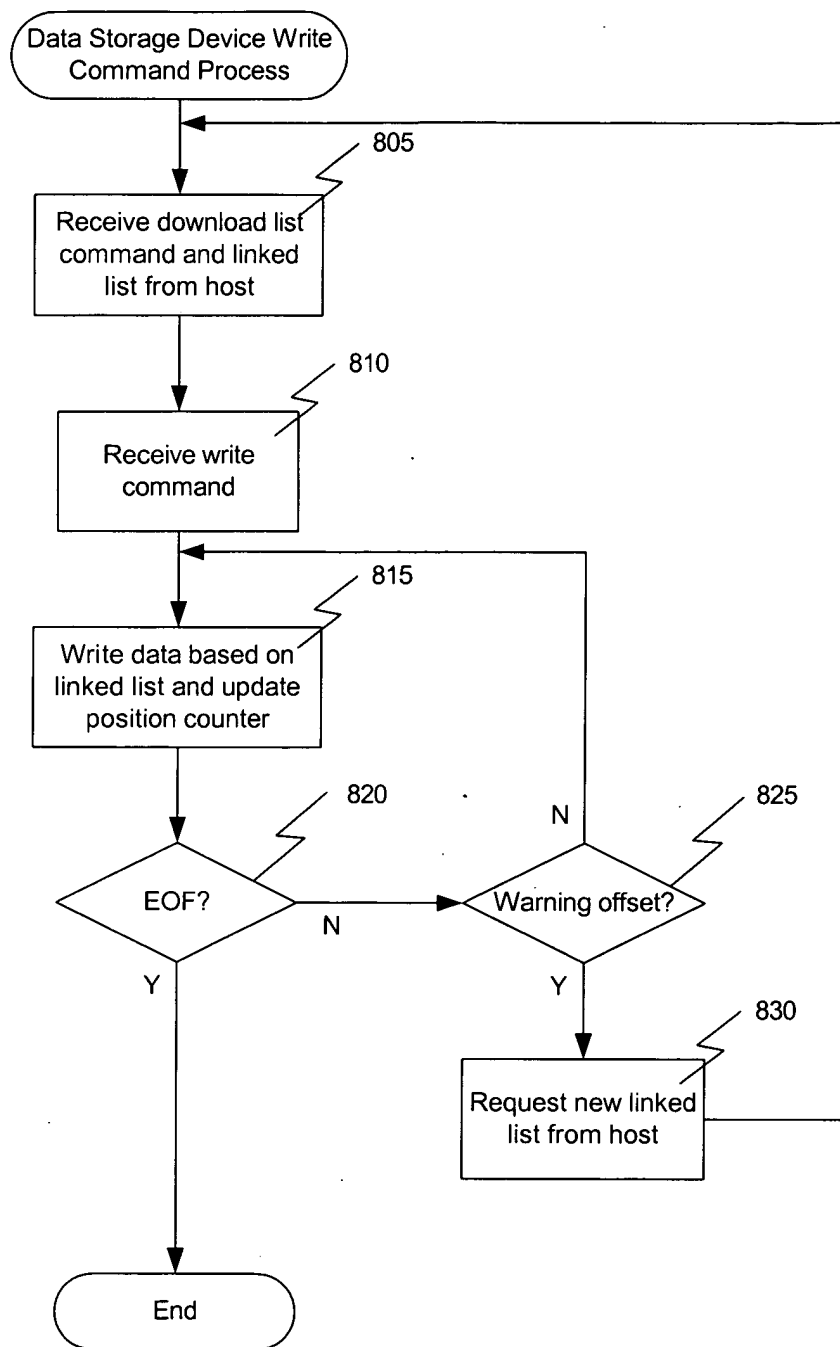 Data Storage Device Write
Command Process
805
Receive download list
command and linked
list from host
810
Receive write
command
815
Write data based on
linked list and update
position counter
820
EOF?
N
Y
825
Warning offset?
N
Y
830
Request new linked
list from host
End